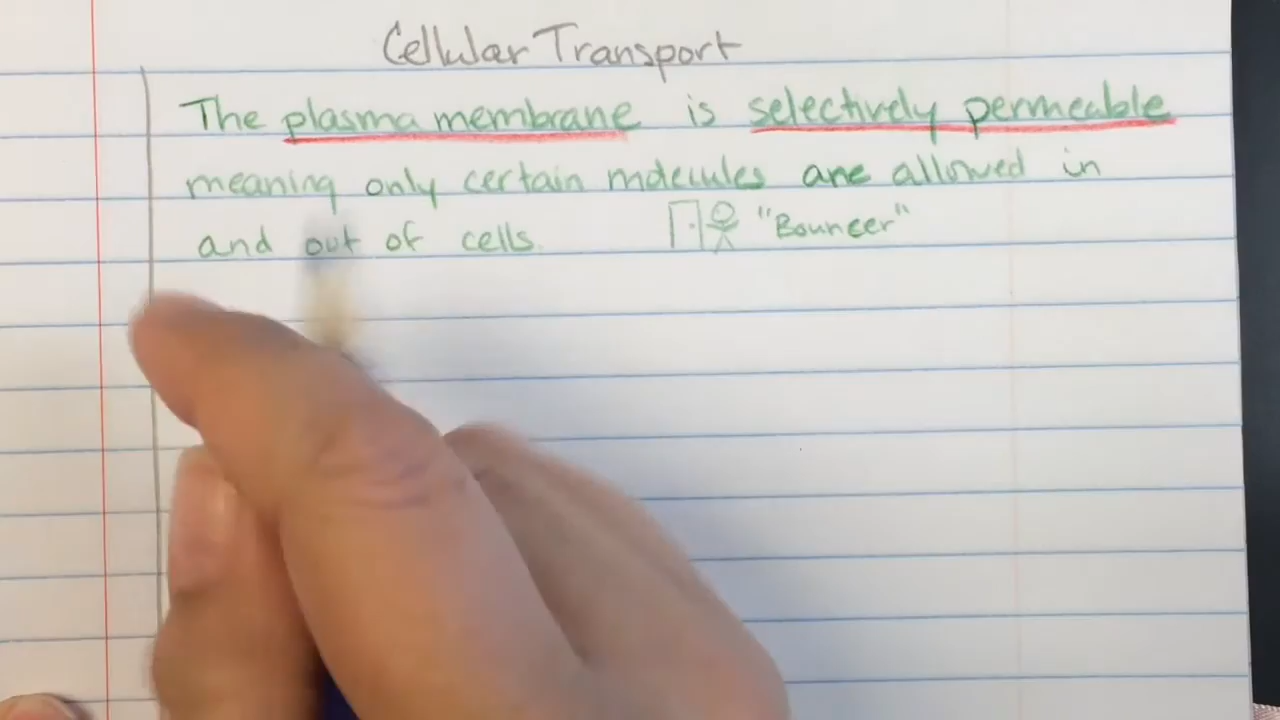 Cellular Transport
The plasma membrane is selectively permeable
meaning only certain molecules are allowed in
and out of cells. "Bouncer"